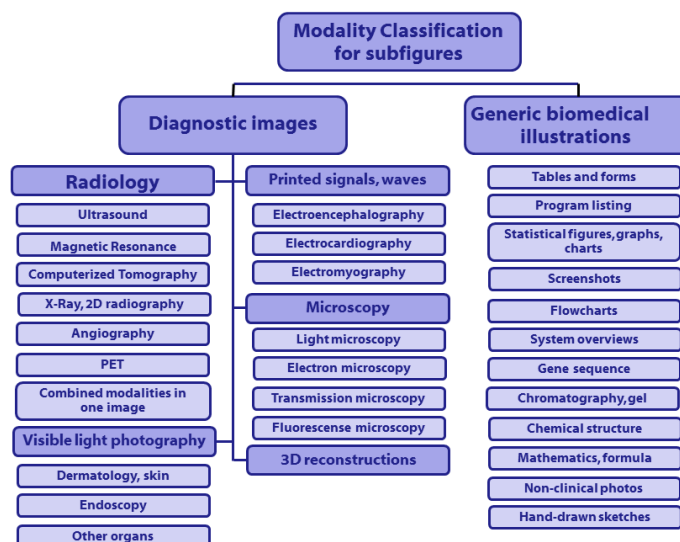 Modality Classification
for subfigures
Diagnostic images
Generic biomedical
illustrations
Radiology
Ultrasound
Magnetic Resonance
Computerized Tomography
X-Ray, 2D radiography
Angiography
PET
Combined modalities in
one image
Visible light photography
Dermatology, skin
Endoscopy
Other organs
Printed signals, waves
Electroencephalography
Electrocardiography
Electromyography
Microscopy
Light microscopy
Electron microscopy
Transmission microscopy
Fluorescense microscopy
3D reconstructions
Tables and forms
Program listing
Statistical figures, graphs,
charts
Screenshots
Flowcharts
System overviews
Gene sequence
Chromatography, gel
Chemical structure
Mathematics, formula
Non-clinical photos
Hand-drawn sketches